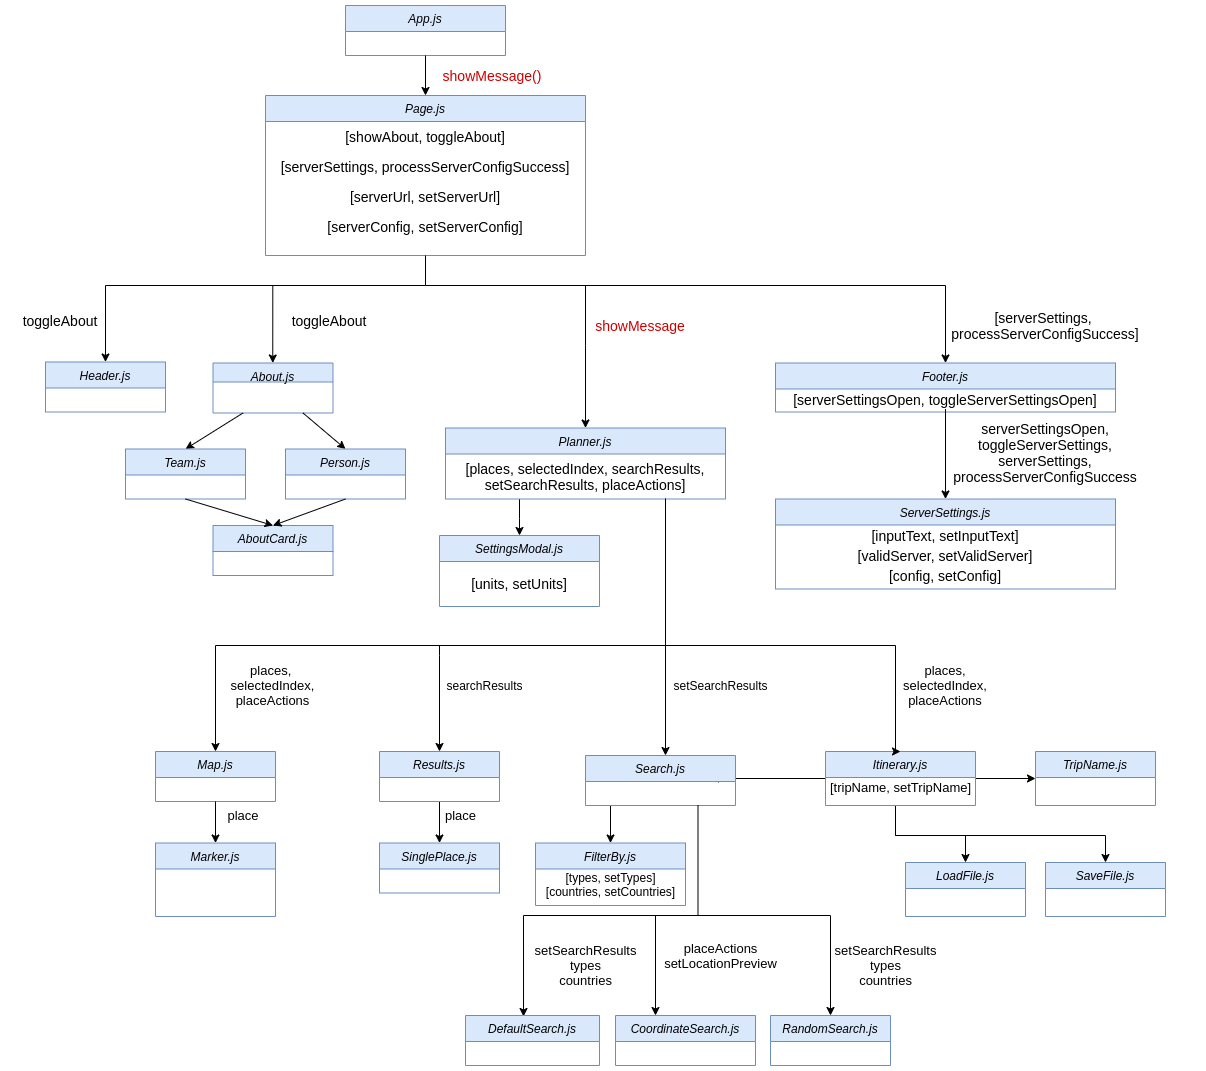 App.js
showMessage()
Page.js
[showAbout, toggleAbout]
[serverSettings, processServerConfigSuccess]
[serverUrl, setServerUrl]
[serverConfig, setServerConfig]
toggleAbout
toggleAbout
showMessage
[serverSettings,
processServerConfigSuccess]
Header.js
About.js
Footer.js
[serverSettingsOpen, toggleServerSettingsOpen]
Team.js
Person.js
AboutCard.js
Planner.js
[places, selectedIndex, searchResults,
setSearchResults, placeActions]
serverSettingsOpen,
toggleServerSettings,
serverSettings,
processServerConfigSuccess
SettingsModal.js
[units, setUnits]
ServerSettings.js
[inputText, setInputText]
[validServer, setValidServer]
[config, setConfig]
places,
selectedIndex,
placeActions
searchResults
setSearchResults
places,
selectedIndex,
placeActions
Map.js
Results.js
Search.js
Itinerary.js
[tripName, setTripName]
TripName.js
place
place
Marker.js
SinglePlace.js
FilterBy.js
[types, setTypes]
[countries, setCountries]
LoadFile.js
SaveFile.js
setSearchResults
types
countries
placeActions
setLocationPreview
setSearchResults
types
countries
DefaultSearch.js
CoordinateSearch.js
RandomSearch.js